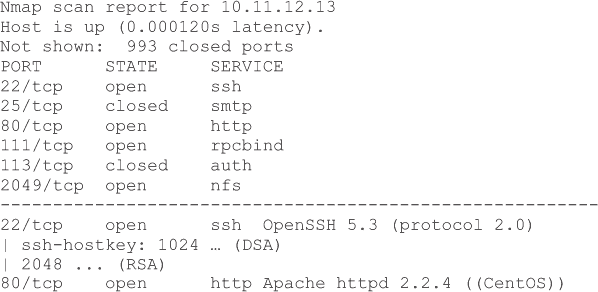 Nmap scan report for 10.11.12.13
Host is up (0.000120s latency).
Not shown:  993 closed ports
PORT     STATE     SERVICE
22/tcp   open      ssh
25/tcp   closed    smtp
80/tcp   open      http
111/tcp  open      rpcbind
113/tcp  closed    auth
2049/tcp open      nfs
---------------------------------------------------------
22/tcp   open      ssh  OpenSSH 5.3 (protocol 2.0)
| ssh-hostkey: 1024 … (DSA)
| 2048 ... (RSA)
80/tcp   open      http Apache httpd 2.2.4 ((CentOS))